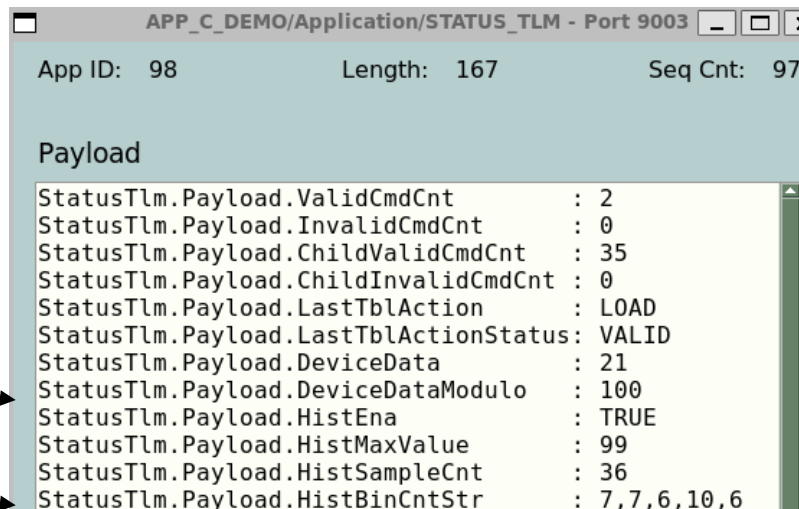 APP_C_DEMO/Application/STATUS_TLM - Port 9003
App ID: 98 Length: 167 Seq Cnt: 97
Payload
StatusTlm.Payload.ValidCmdCnt : 2
StatusTlm.Payload.InvalidCmdCnt : 0
StatusTlm.Payload.ChildValidCmdCnt : 35
StatusTlm.Payload.ChildInvalidCmdCnt : 0
StatusTlm.Payload.LastTblAction : LOAD
StatusTlm.Payload.LastTblActionStatus: VALID
StatusTlm.Payload.DeviceData : 21
StatusTlm.Payload.DeviceDataModulo : 100
StatusTlm.Payload.HistEna : TRUE
StatusTlm.Payload.HistMaxValue : 99
StatusTlm.Payload.HistSampleCnt : 36
StatusTlm.Payload.HistBinCntStr : 7,7,6,10,6